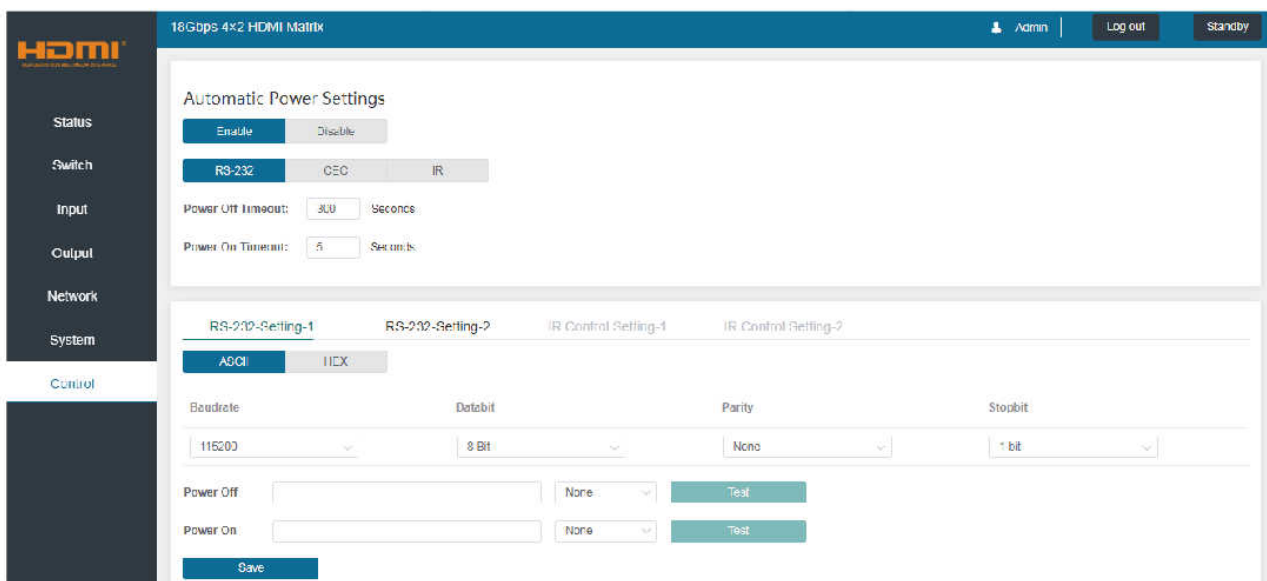 18Gbps 4×2 HDMI Matrix
Admin
Log out
Standby
HDMI
Status
Switch
Input
Output
Network
System
Control
Automatic Power Settings
Enable Disable
RS-232 CEC IR
Power Off Timeout: 300 Seconds
Power On Timeout: 5 Seconds
RS-232-Setting-1 RS-232-Setting-2 IR Control Setting-1 IR Control Setting-2
ASCII HEX
Baudrate Databit Parity Stopbit
115200 8 Bit None 1 bit
Power Off None Test
Power On None Test
Save